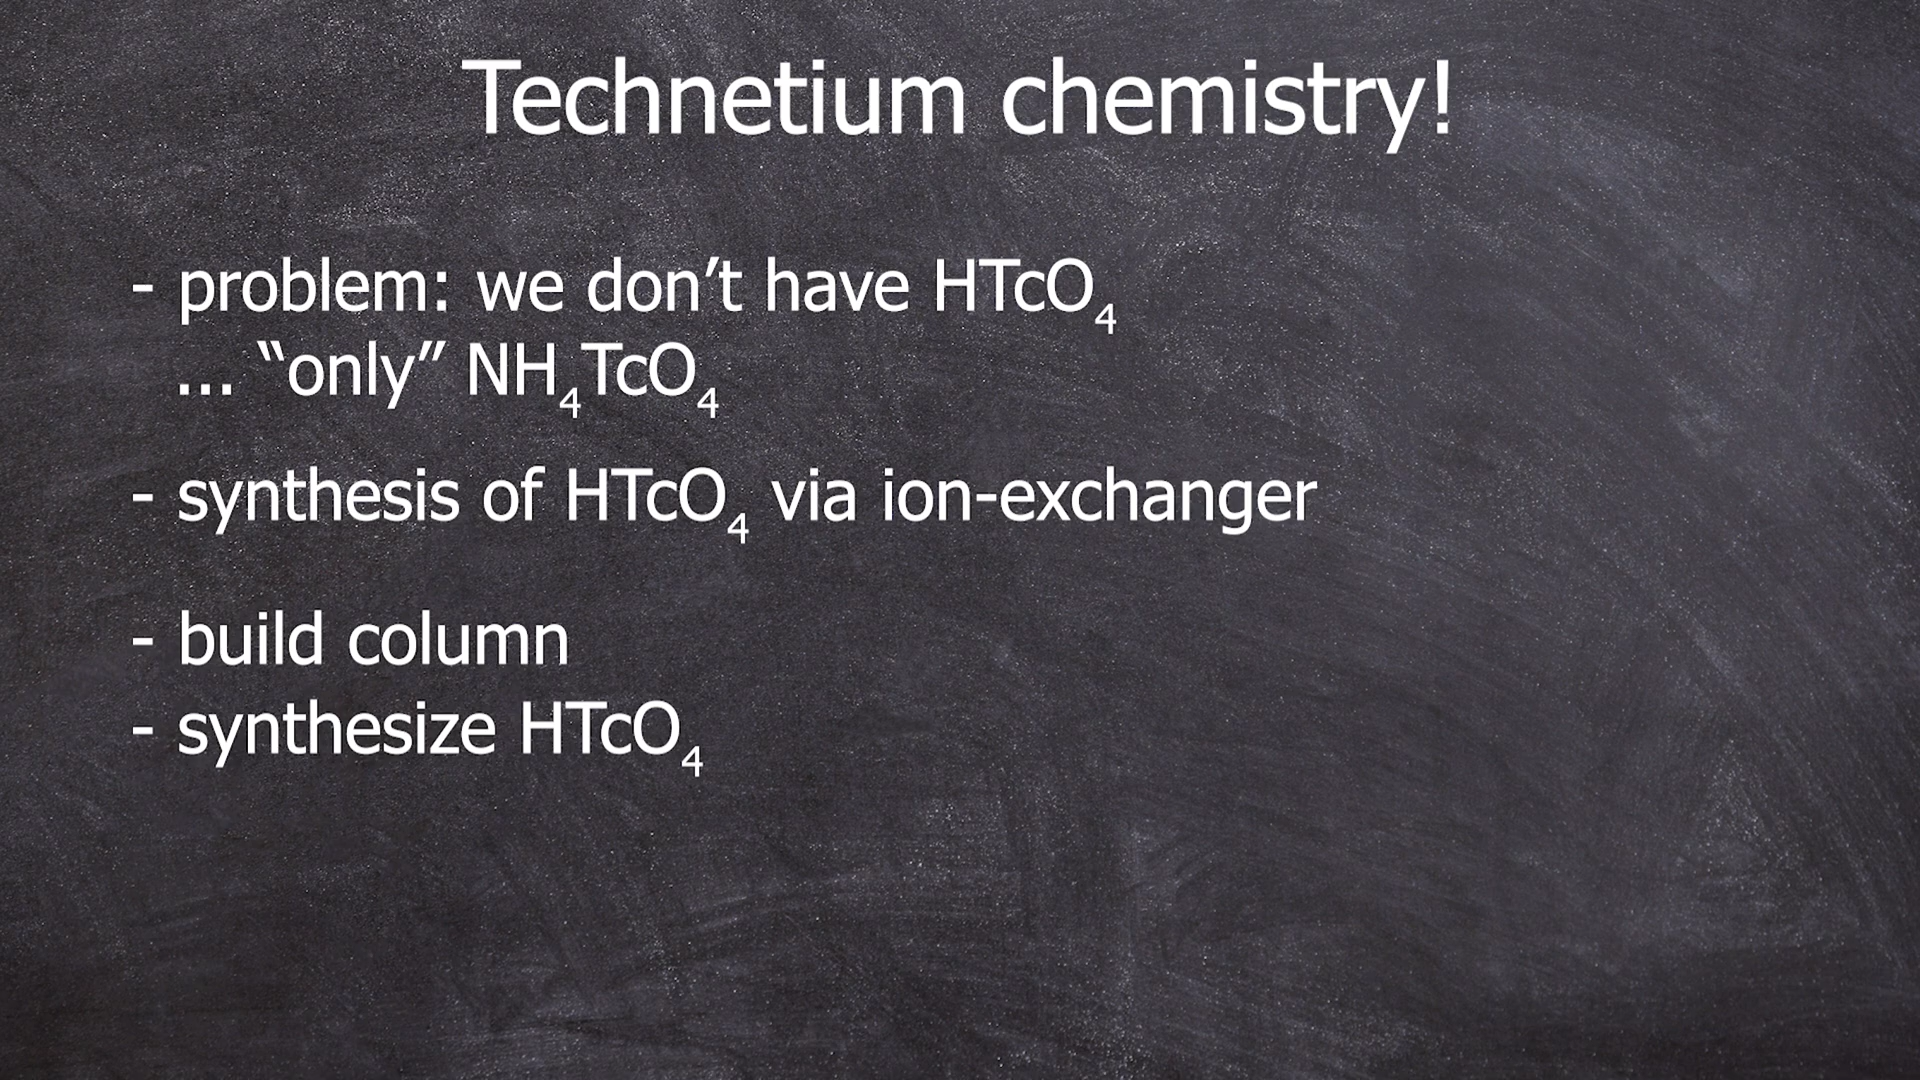 Technetium chemistry!
- problem: we don’t have HTcO₄
... “only” NH₄TcO₄
- synthesis of HTcO₄ via ion-exchanger
- build column
- synthesize HTcO₄